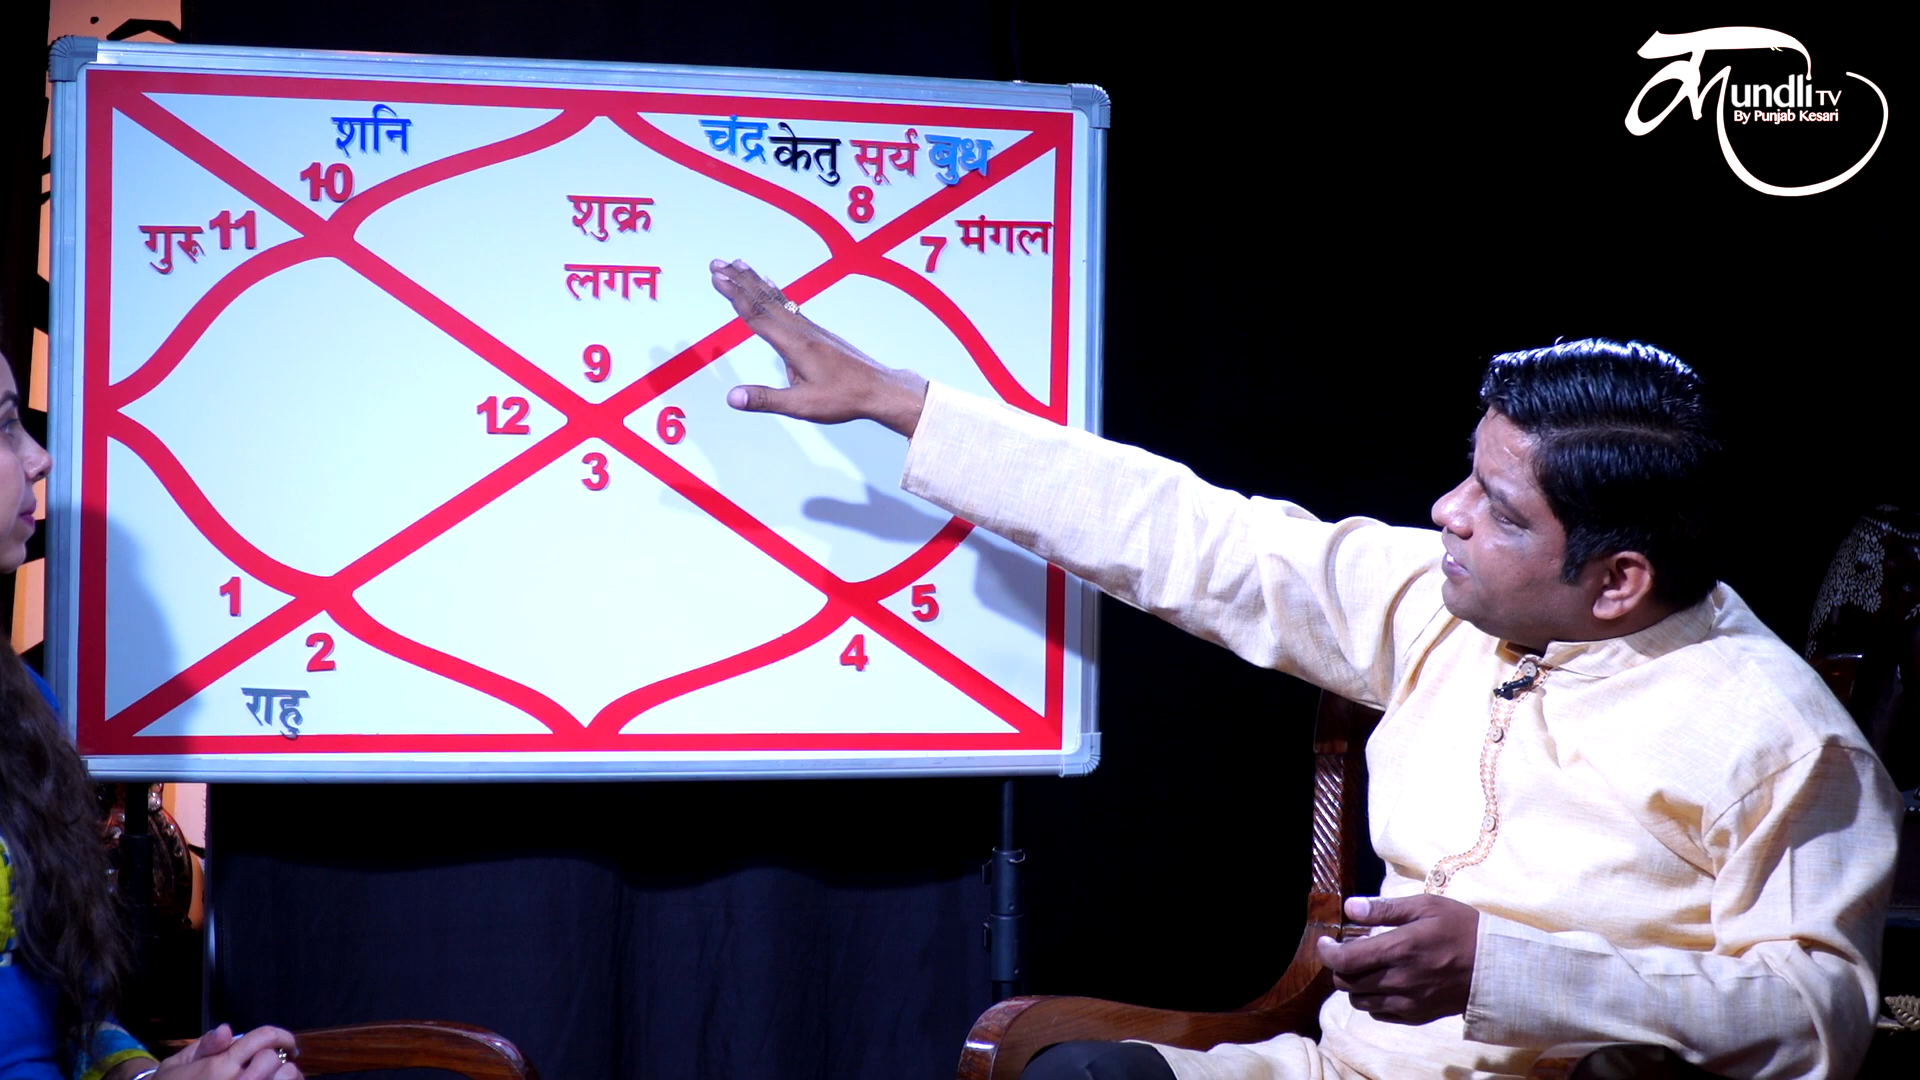 Kundli TV
By Punjab Kesari
शनि
चंद्र केतु सूर्य बुध
10
8
शुक्र
गुरू 11
7 मंगल
लगन
9
12
6
3
1
5
2
4
राहु